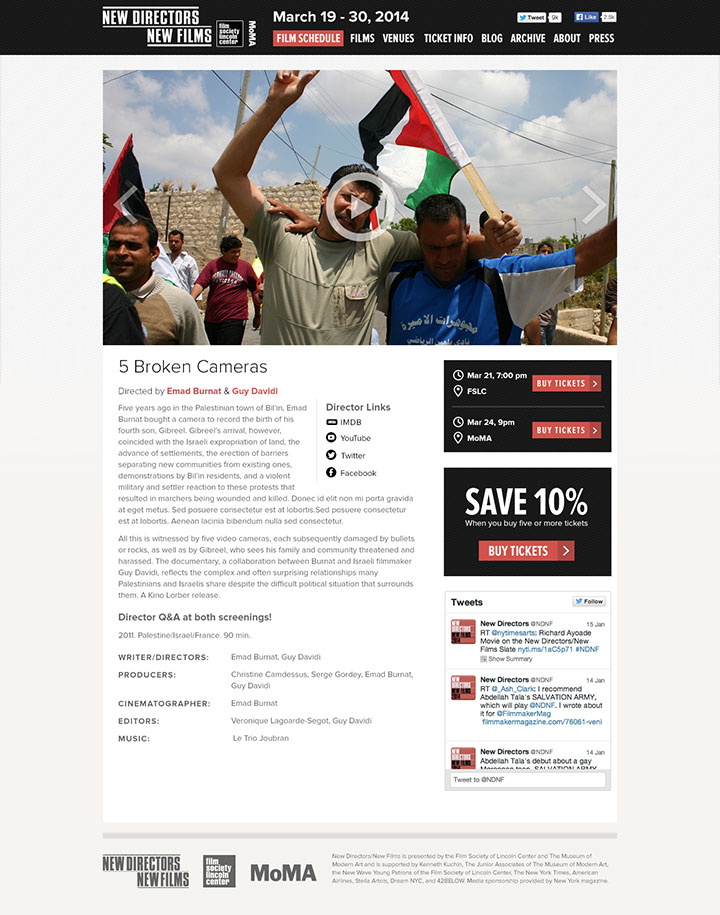 NEW DIRECTORS
NEW FILMS
film
society
lincoln
center
MoMA
March 19 - 30, 2014
Tweet 9k
Like 2.5k
FILM SCHEDULE FILMS VENUES TICKET INFO BLOG ARCHIVE ABOUT PRESS
مجوهرات الاميرة
نادي بلعين الرياضي
5 Broken Cameras
Directed by Emad Burnat & Guy Davidi
Five years ago in the Palestinian town of Bil'in, Emad
Burnat bought a camera to record the birth of his
fourth son, Gibreel. Gibreel's arrival, however,
coincided with the Israeli expropriation of land, the
advance of settlements, the erection of barriers
separating new communities from existing ones,
demonstrations by Bil'in residents, and a violent
military and settler reaction to these protests that
resulted in marchers being wounded and killed. Donec id elit non mi porta gravida
at eget metus. Sed posuere consectetur est at lobortis.Sed posuere consectetur
est at lobortis. Aenean lacinia bibendum nulla sed consectetur.
Director Links
IMDB
YouTube
Twitter
Facebook
All this is witnessed by five video cameras, each subsequently damaged by bullets
or rocks, as well as by Gibreel, who sees his family and community threatened and
harassed. The documentary, a collaboration between Burnat and Israeli filmmaker
Guy Davidi, reflects the complex and often surprising relationships many
Palestinians and Israelis share despite the difficult political situation that surrounds
them. A Kino Lorber release.
Director Q&A at both screenings!
2011. Palestine/Israel/France. 90 min.
WRITER/DIRECTORS: Emad Burnat, Guy Davidi
PRODUCERS: Christine Camdessus, Serge Gordey, Emad Burnat,
Guy Davidi
CINEMATOGRAPHER: Emad Burnat
EDITORS: Veronique Lagoarde-Segot, Guy Davidi
MUSIC: Le Trio Joubran
Mar 21, 7:00 pm
FSLC
BUY TICKETS
Mar 24, 9pm
MoMA
BUY TICKETS
SAVE 10%
When you buy five or more tickets
BUY TICKETS
Tweets
Follow
New Directors @NDNF 15 Jan
RT @nytimesarts: Richard Ayoade
Movie on the New Directors/New
Films Slate nyti.ms/1aC5p71 #NDNF
Show Summary
New Directors @NDNF 14 Jan
RT @_Ash_Clark: I recommend
Abdellah Taïa's SALVATION ARMY,
which will play @NDNF. I wrote about
it for @FilmmakerMag
filmmakermagazine.com/76061-veni
New Directors @NDNF 14 Jan
Abdellah Taïa's debut about a gay
Moroccan teen, SALVATION ARMY
Tweet to @NDNF
NEW DIRECTORS
NEW FILMS
film
society
lincoln
center
MoMA
New Directors/New Films is presented by the Film Society of Lincoln Center and The Museum of
Modern Art and is supported by Kenneth Kuchin, The Junior Associates of The Museum of Modern Art,
the New Wave Young Patrons of the Film Society of Lincoln Center, The New York Times, American
Airlines, Stella Artois, Dream NYC, and 42BELOW. Media sponsorship provided by New York magazine.